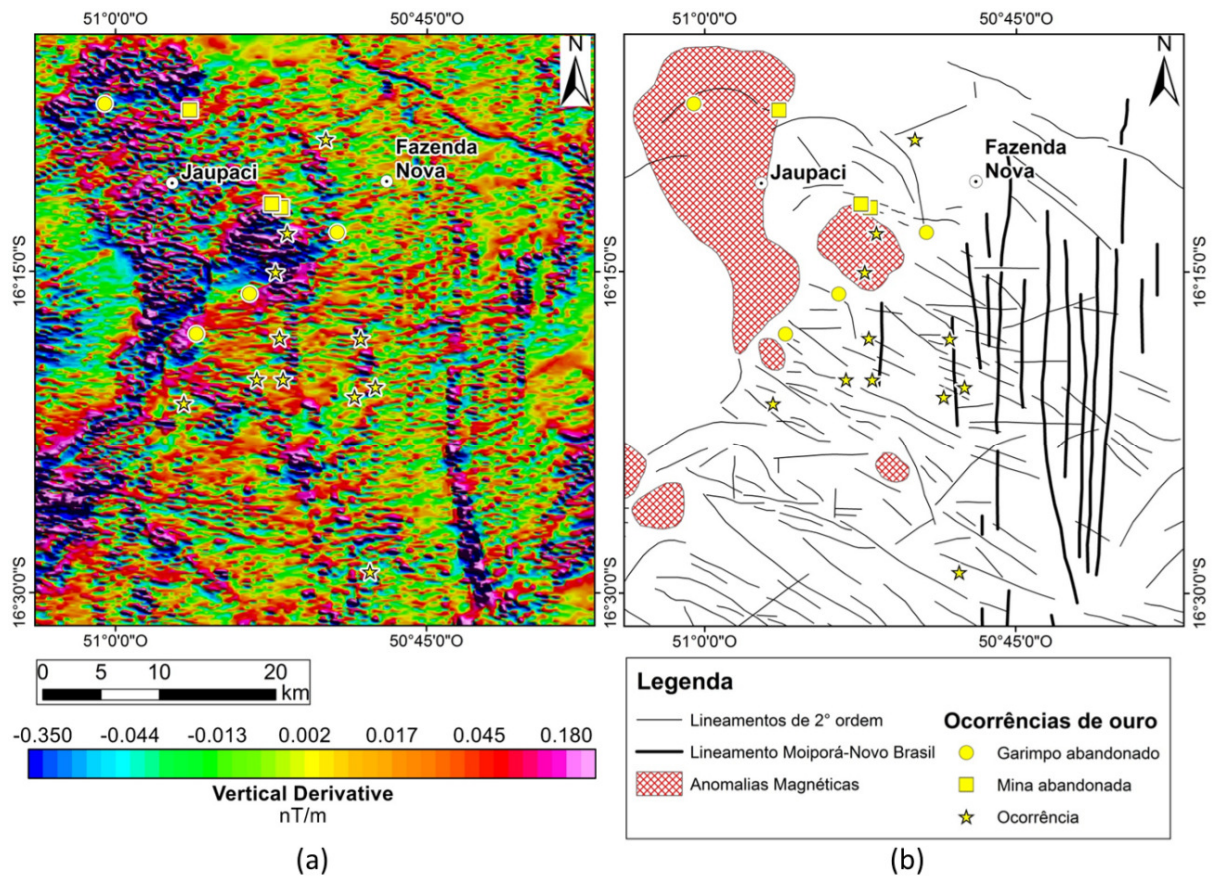 51°0'0"O 50°45'0"O
N
Jaupaci
Fazenda
Nova
16°15'0"S
16°30'0"S
51°0'0"O 50°45'0"O
0 5 10 20
km
-0.350 -0.044 -0.013 0.002 0.017 0.045 0.180
Vertical Derivative
nT/m
(a)
51°0'0"O 50°45'0"O
N
Fazenda
Nova
Jaupaci
16°15'0"S
16°30'0"S
51°0'0"O 50°45'0"O
Legenda
Lineamentos de 2° ordem
Lineamento Moiporá-Novo Brasil
Anomalias Magnéticas
Ocorrências de ouro
Garimpo abandonado
Mina abandonada
Ocorrência
(b)